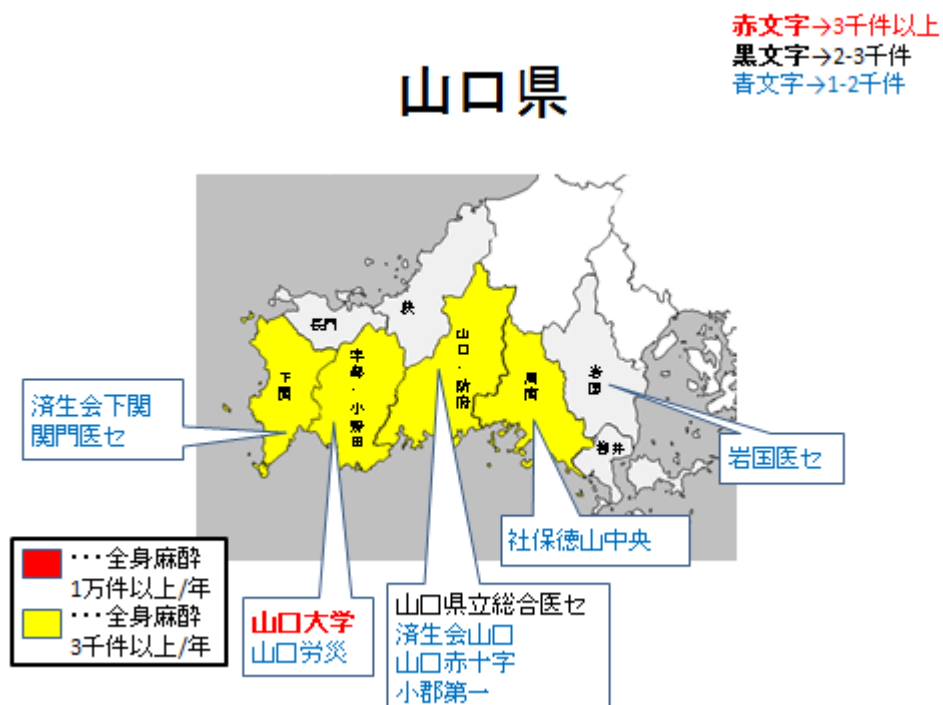 赤文字→3千件以上
黒文字→2-3千件
青文字→1-2千件
山口県
長門
萩
山口・防府
宇部・小野田
下関
周南
岩国
柳井
済生会下関
関門医セ
岩国医セ
社保徳山中央
・・・全身麻酔
1万件以上/年
・・・全身麻酔
3千件以上/年
山口大学
山口労災
山口県立総合医セ
済生会山口
山口赤十字
小郡第一